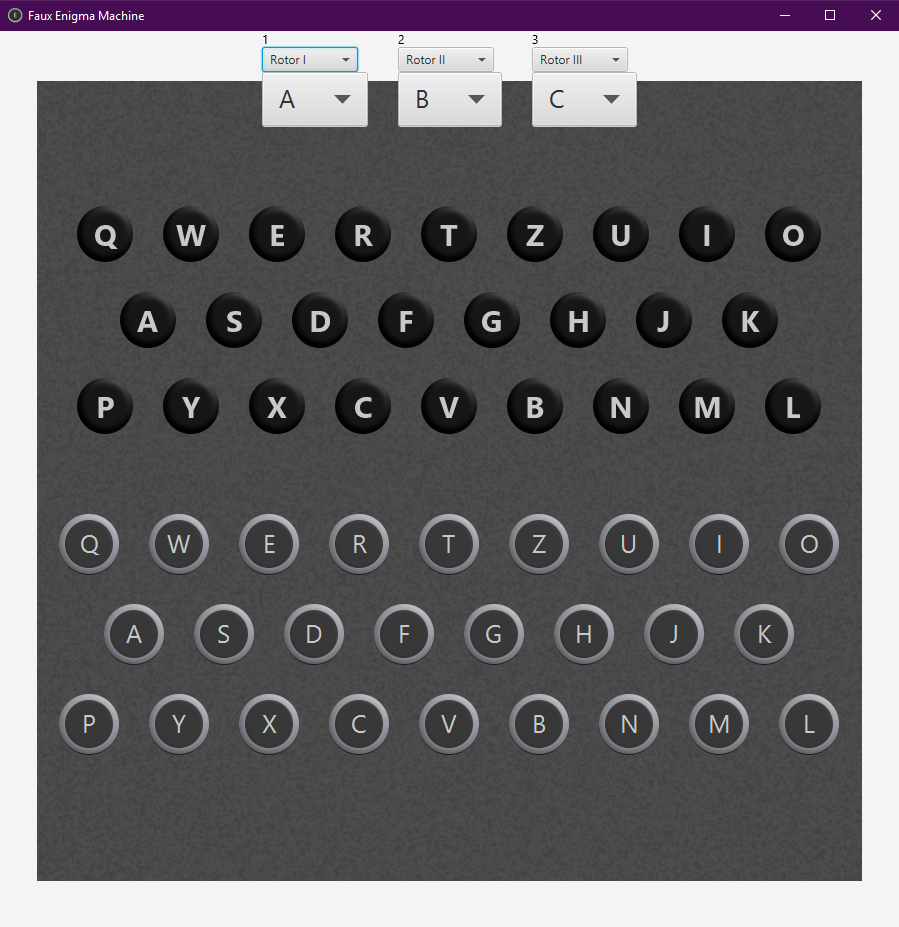 Faux Enigma Machine
1 2 3
Rotor I Rotor II Rotor III
A B C
Q W E R T Z U I O
A S D F G H J K
P Y X C V B N M L
Q W E R T Z U I O
A S D F G H J K
P Y X C V B N M L